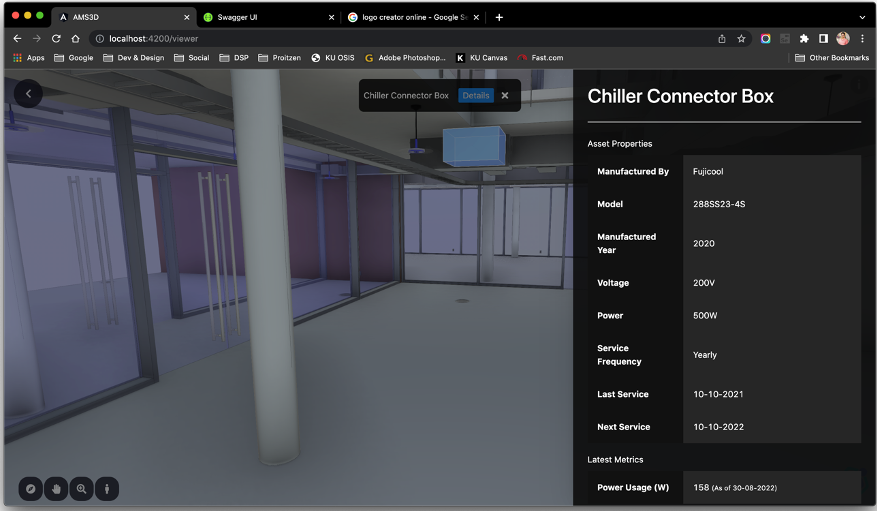 AMS3D
Swagger UI
logo creator online - Google Se
localhost:4200/viewer
Apps
Google
Dev & Design
Social
DSP
Proitzen
KU OSIS
Adobe Photoshop...
KU Canvas
Fast.com
Other Bookmarks
Chiller Connector Box
Details
Chiller Connector Box
Asset Properties
Manufactured By
Fujicool
Model
288SS23-4S
Manufactured
Year
2020
Voltage
200V
Power
500W
Service
Frequency
Yearly
Last Service
10-10-2021
Next Service
10-10-2022
Latest Metrics
Power Usage (W)
158 (As of 30-08-2022)